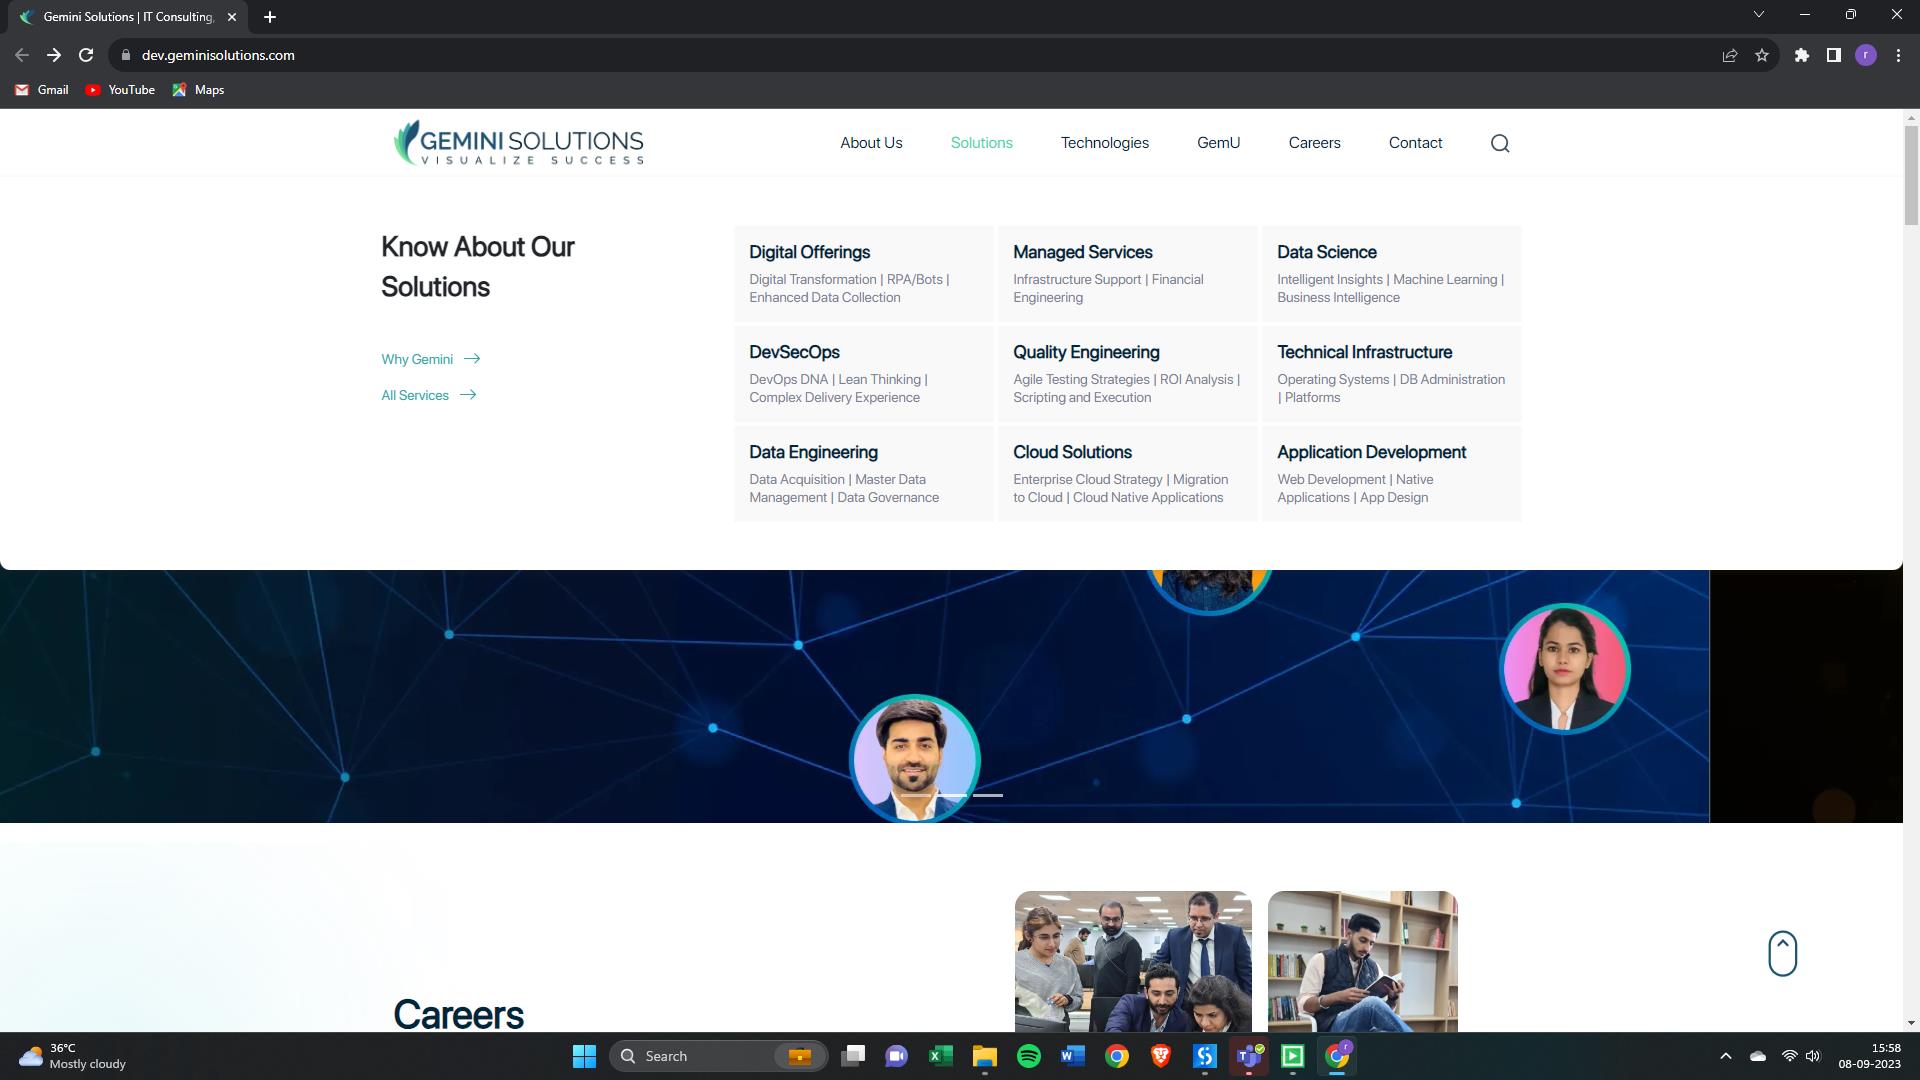 Gemini Solutions | IT Consulting,
dev.geminisolutions.com
r
Gmail
YouTube
Maps
GEMINI SOLUTIONS
VISUALIZE SUCCESS
About Us
Solutions
Technologies
GemU
Careers
Contact
Know About Our
Solutions
Why Gemini
All Services
Digital Offerings
Digital Transformation | RPA/Bots |
Enhanced Data Collection
Managed Services
Infrastructure Support | Financial
Engineering
Data Science
Intelligent Insights | Machine Learning |
Business Intelligence
DevSecOps
DevOps DNA | Lean Thinking |
Complex Delivery Experience
Quality Engineering
Agile Testing Strategies | ROI Analysis |
Scripting and Execution
Technical Infrastructure
Operating Systems | DB Administration
| Platforms
Data Engineering
Data Acquisition | Master Data
Management | Data Governance
Cloud Solutions
Enterprise Cloud Strategy | Migration
to Cloud | Cloud Native Applications
Application Development
Web Development | Native
Applications | App Design
Careers
36°C
Mostly cloudy
Search
15:58
08-09-2023